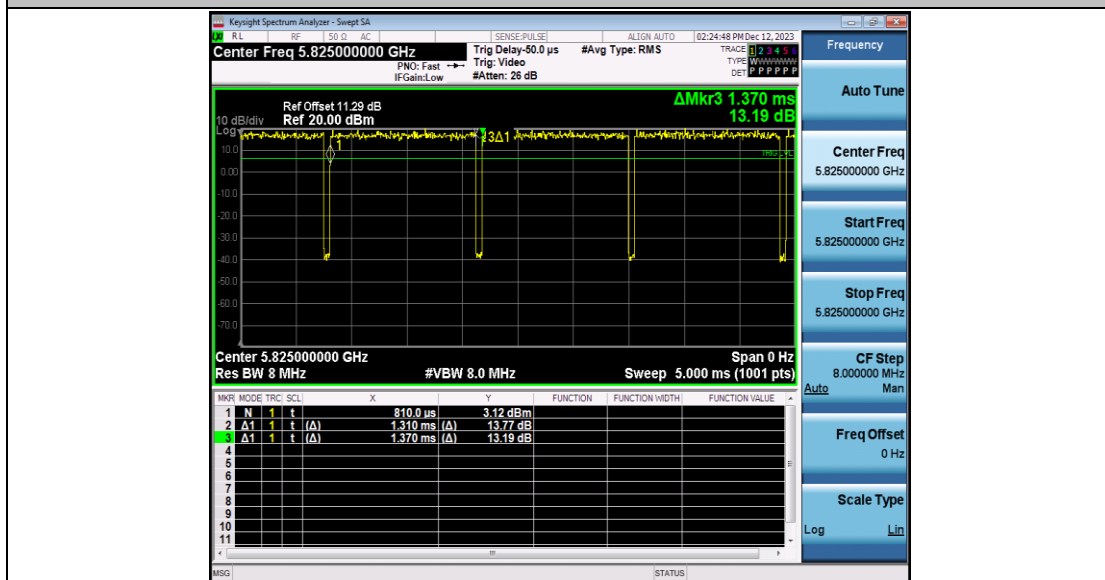 Keysight Spectrum Analyzer - Swept SA
RL RF 50 Ω AC SENSE:PULSE ALIGN AUTO 02:24:48 PM Dec 12, 2023
Center Freq 5.825000000 GHz
Trig Delay-50.0 µs #Avg Type: RMS
TRACE 1 2 3 4 5 6
PNO: Fast Trig: Video
TYPE WWWWWW
IFGain:Low #Atten: 26 dB
DET P P P P P P
ΔMkr3 1.370 ms
13.19 dB
Ref Offset 11.29 dB
10 dB/div Ref 20.00 dBm
Log
10.0
0.00
-10.0
-20.0
-30.0
-40.0
-50.0
-60.0
-70.0
1
3Δ1
Center 5.825000000 GHz Span 0 Hz
Res BW 8 MHz #VBW 8.0 MHz Sweep 5.000 ms (1001 pts)
MKR MODE TRC SCL X Y FUNCTION FUNCTION WIDTH FUNCTION VALUE
1 N 1 t 810.0 µs 3.12 dBm
2 Δ1 1 t (Δ) 1.310 ms (Δ) 13.77 dB
3 Δ1 1 t (Δ) 1.370 ms (Δ) 13.19 dB
4
5
6
7
8
9
10
11
MSG STATUS
Frequency
Auto Tune
Center Freq
5.825000000 GHz
Start Freq
5.825000000 GHz
Stop Freq
5.825000000 GHz
CF Step
8.000000 MHz
Auto Man
Freq Offset
0 Hz
Scale Type
Log Lin